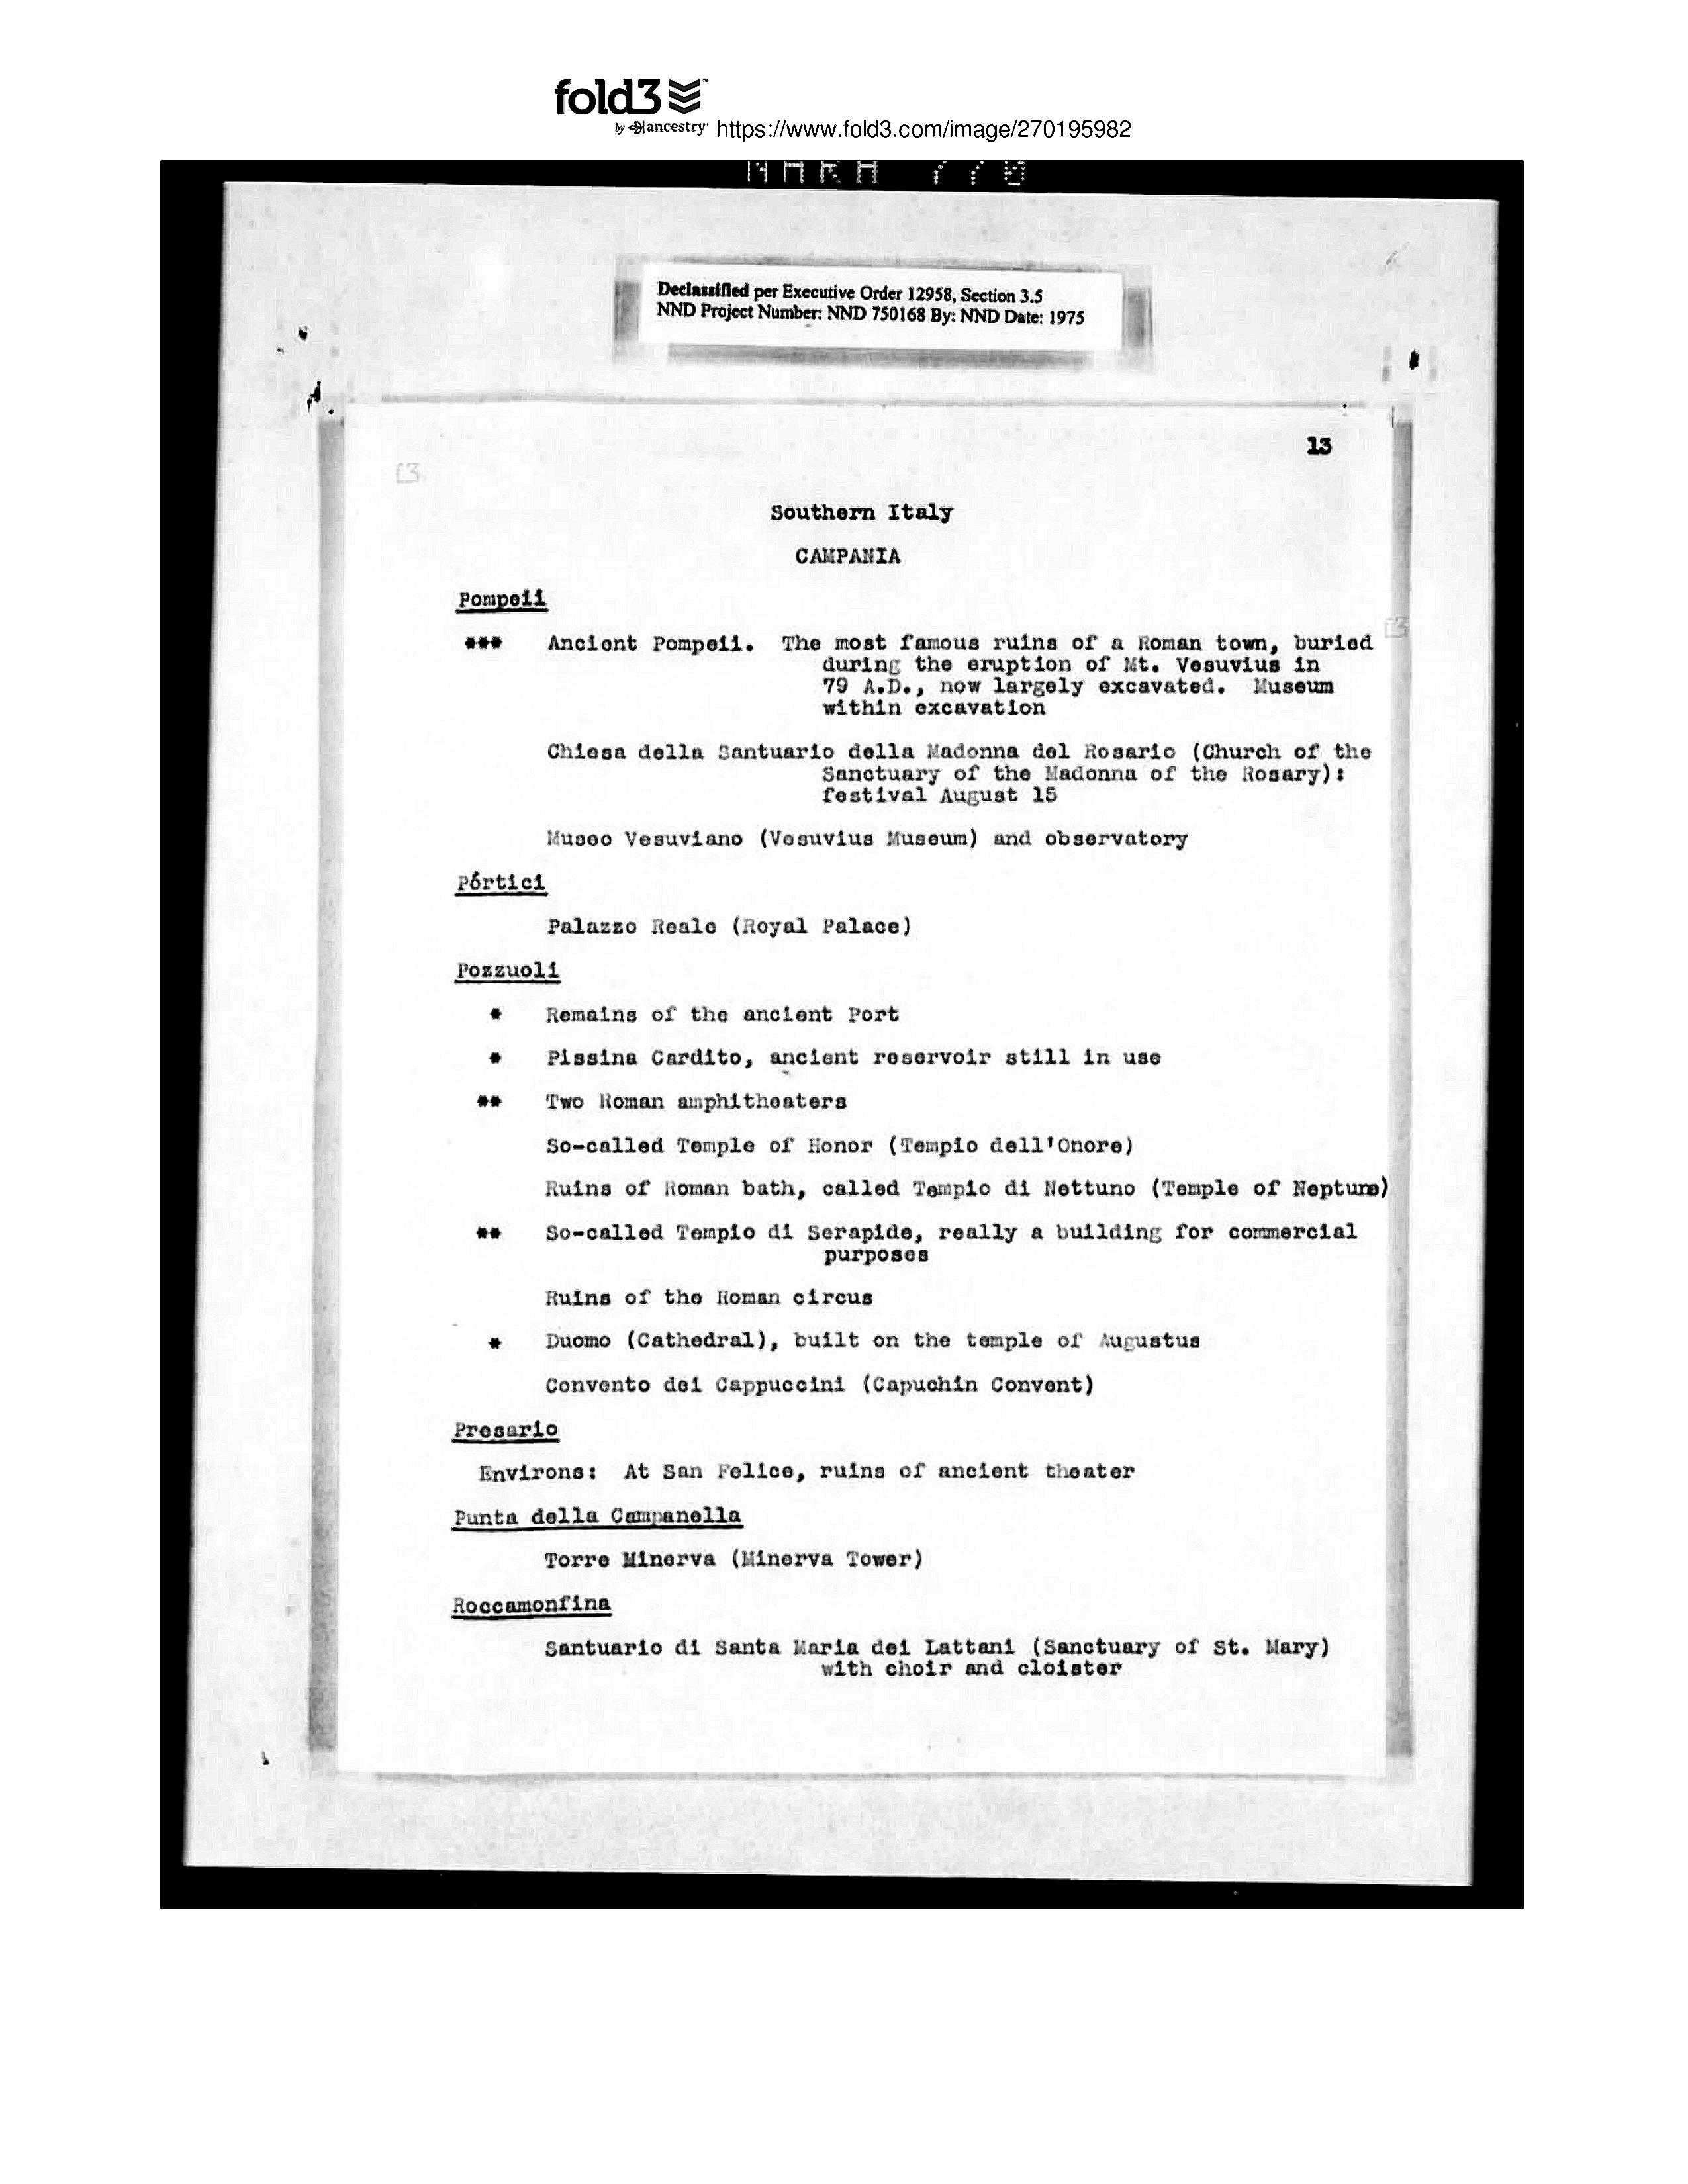 fold3
by ancestry https://www.fold3.com/image/270195982
NARA 770
Declassified per Executive Order 12958, Section 3.5
NND Project Number: NND 750168 By: NND Date: 1975
13
13
Southern Italy
CAMPANIA
Pompeii
*** Ancient Pompeii. The most famous ruins of a Roman town, buried
during the eruption of Mt. Vesuvius in
79 A.D., now largely excavated. Museum
within excavation
Chiesa della Santuario della Madonna del Rosario (Church of the
Sanctuary of the Madonna of the Rosary):
festival August 15
Museo Vesuviano (Vesuvius Museum) and observatory
Pórtici
Palazzo Reale (Royal Palace)
Pozzuoli
* Remains of the ancient Port
* Pissina Cardito, ancient reservoir still in use
** Two Roman amphitheaters
So-called Temple of Honor (Tempio dell'Onore)
Ruins of Roman bath, called Tempio di Nettuno (Temple of Neptune)
** So-called Tempio di Serapide, really a building for commercial
purposes
Ruins of the Roman circus
* Duomo (Cathedral), built on the temple of Augustus
Convento dei Cappuccini (Capuchin Convent)
Presario
Environs: At San Felice, ruins of ancient theater
Punta della Campanella
Torre Minerva (Minerva Tower)
Roccamonfina
Santuario di Santa Maria dei Lattani (Sanctuary of St. Mary)
with choir and cloister